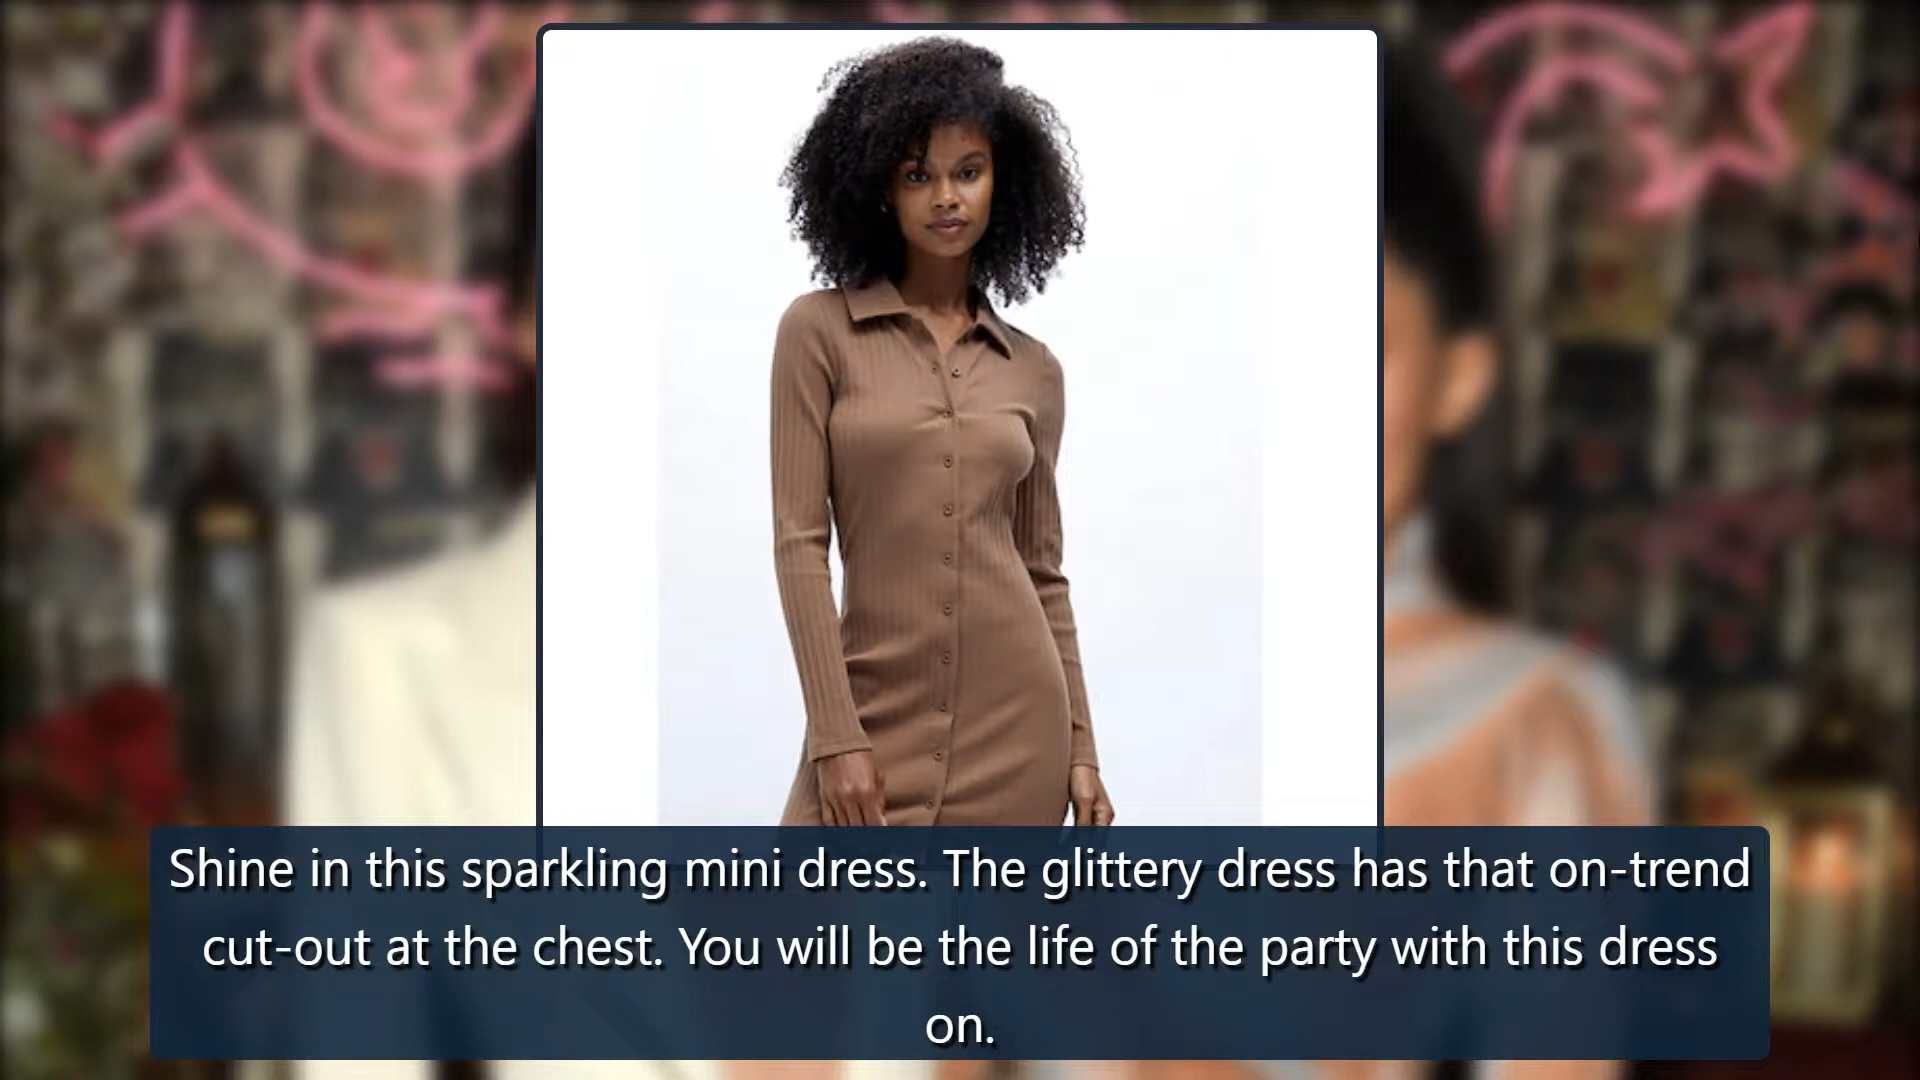 Shine in this sparkling mini dress. The glittery dress has that on-trend
cut-out at the chest. You will be the life of the party with this dress
on.